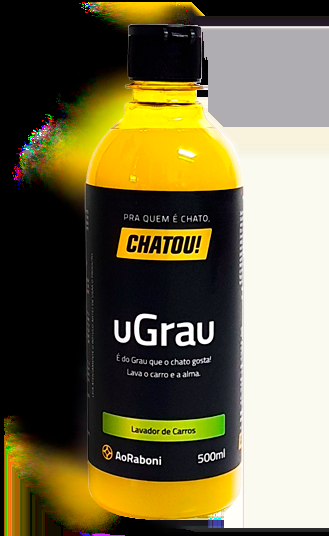 PRA QUEM É CHATO.
CHATOU!
uGrau
É do Grau que o chato gosta!
Lava o carro e a alma.
Lavador de Carros
AoRaboni
500ml